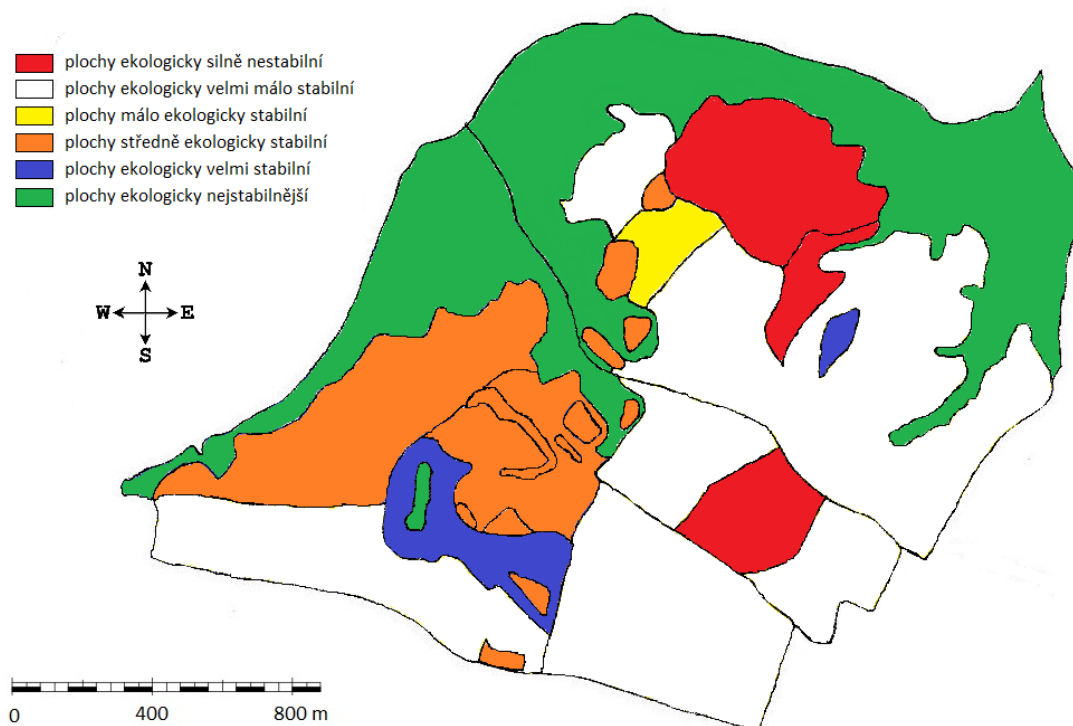 plochy ekologicky silně nestabilní
plochy ekologicky velmi málo stabilní
plochy málo ekologicky stabilní
plochy středně ekologicky stabilní
plochy ekologicky velmi stabilní
plochy ekologicky nejstabilnější
N
W E
S
0 400 800 m